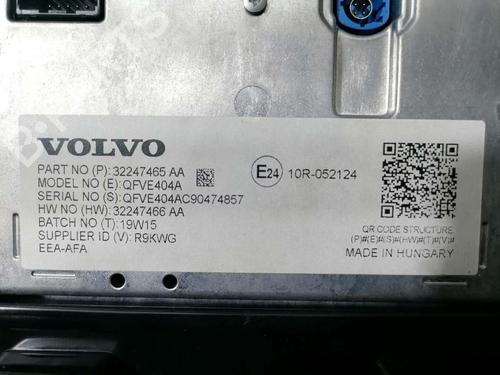 VOLVO
PART NO (P): 32247465 AA
MODEL NO (E): QFVE404A
SERIAL NO (S): QFVE404AC90474857
HW NO (HW): 32247466 AA
BATCH NO (T): 19W15
SUPPLIER ID (V): R9KWG
EEA-AFA
E24 10R-052124
QR CODE STRUCTURE
(P)#(E)#(S)#(HW)#(T)#(V)#
MADE IN HUNGARY